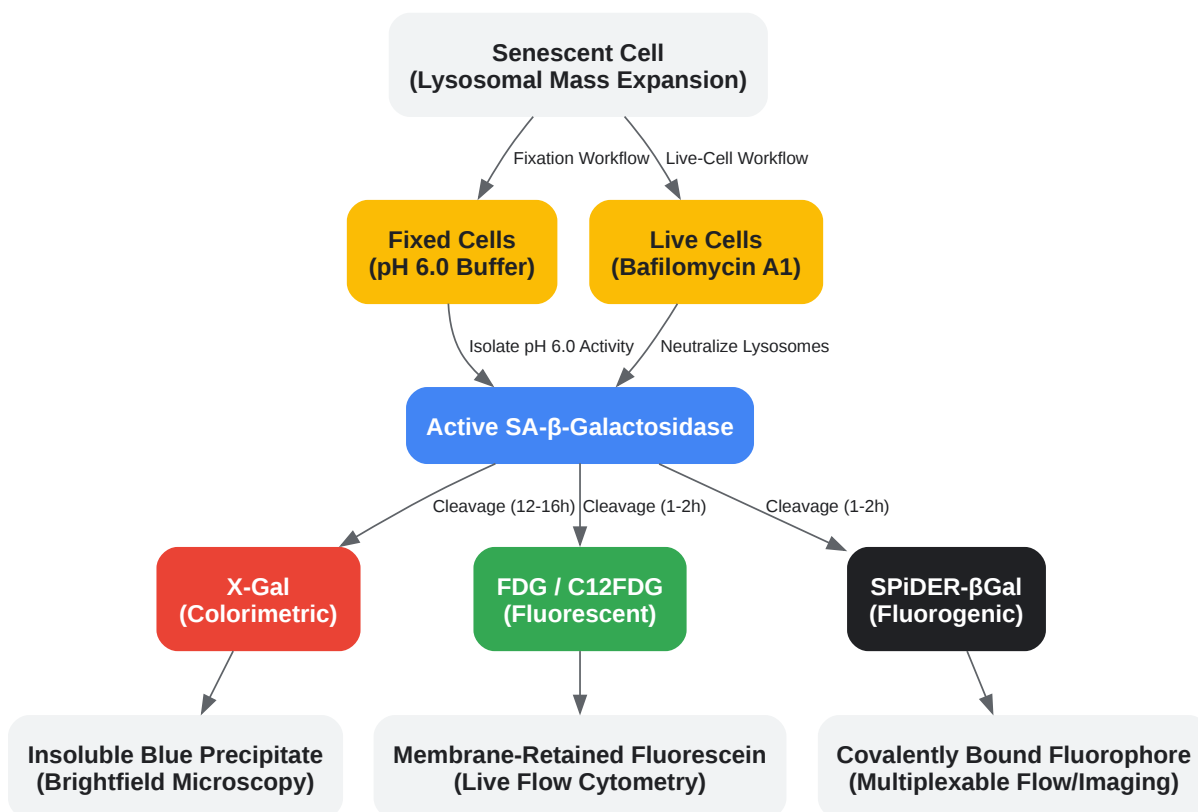 Senescent Cell
(Lysosomal Mass Expansion)
Fixation Workflow
Live-Cell Workflow
Fixed Cells
(pH 6.0 Buffer)
Live Cells
(Bafilomycin A1)
Isolate pH 6.0 Activity
Neutralize Lysosomes
Active SA-β-Galactosidase
Cleavage (12-16h)
Cleavage (1-2h)
Cleavage (1-2h)
X-Gal
(Colorimetric)
FDG / C12FDG
(Fluorescent)
SPiDER-βGal
(Fluorogenic)
Insoluble Blue Precipitate
(Brightfield Microscopy)
Membrane-Retained Fluorescein
(Live Flow Cytometry)
Covalently Bound Fluorophore
(Multiplexable Flow/Imaging)